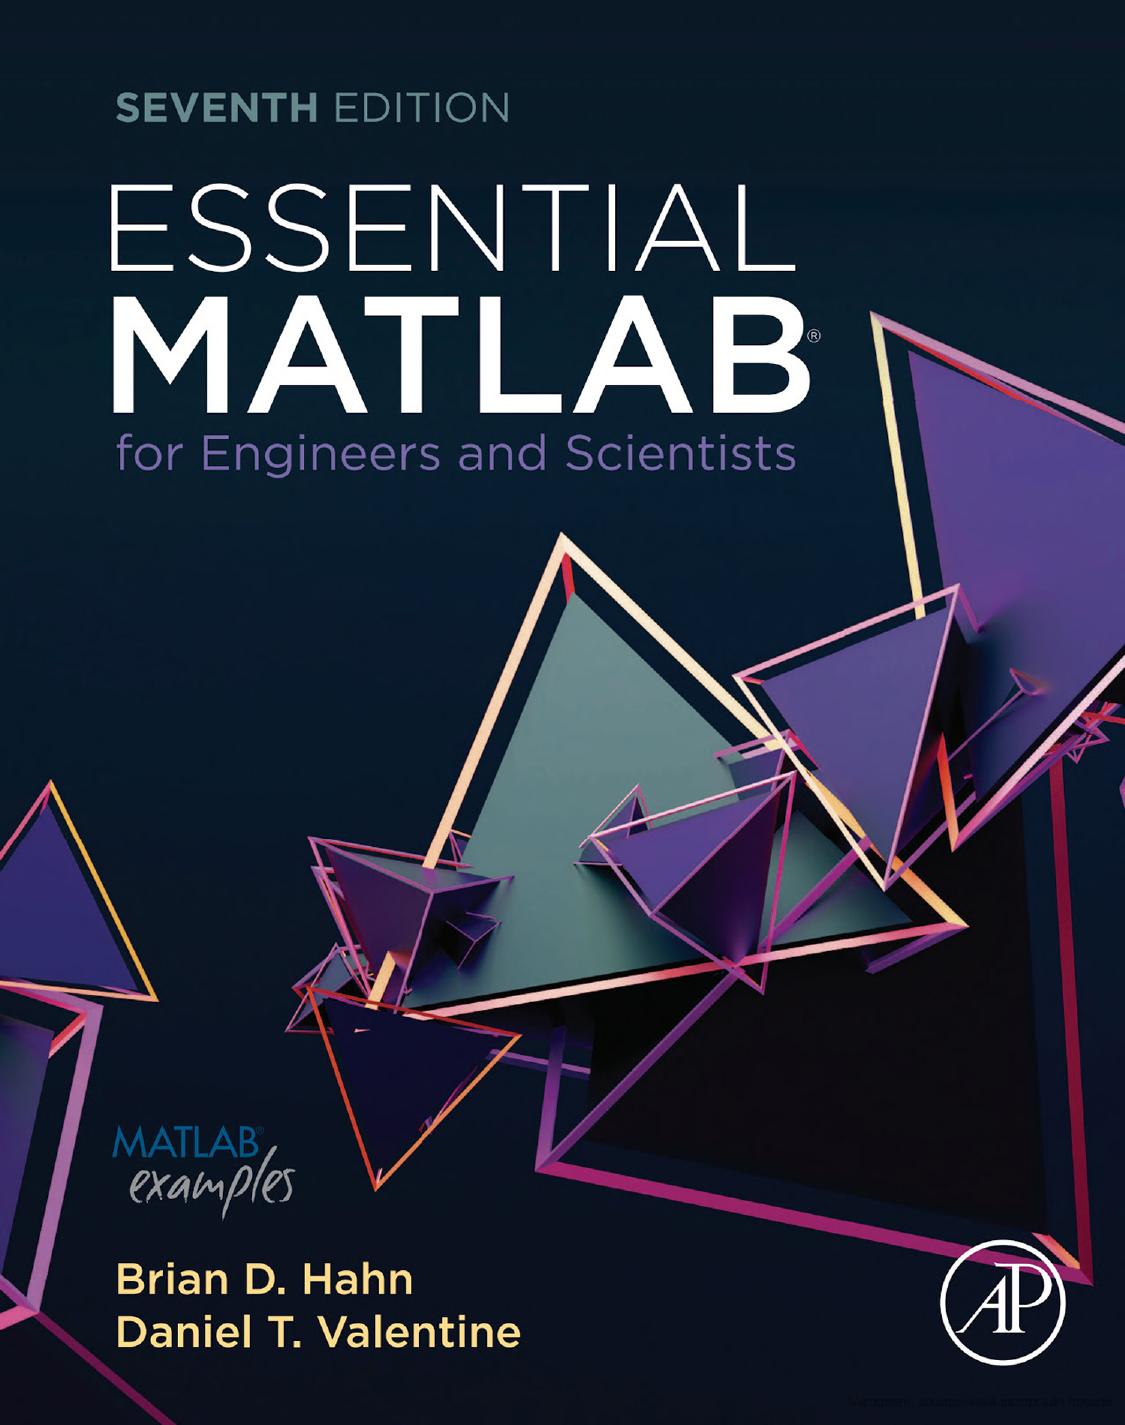 SEVENTH EDITION
ESSENTIAL
MATLAB®
for Engineers and Scientists
MATLAB®
examples
Brian D. Hahn
Daniel T. Valentine
AP